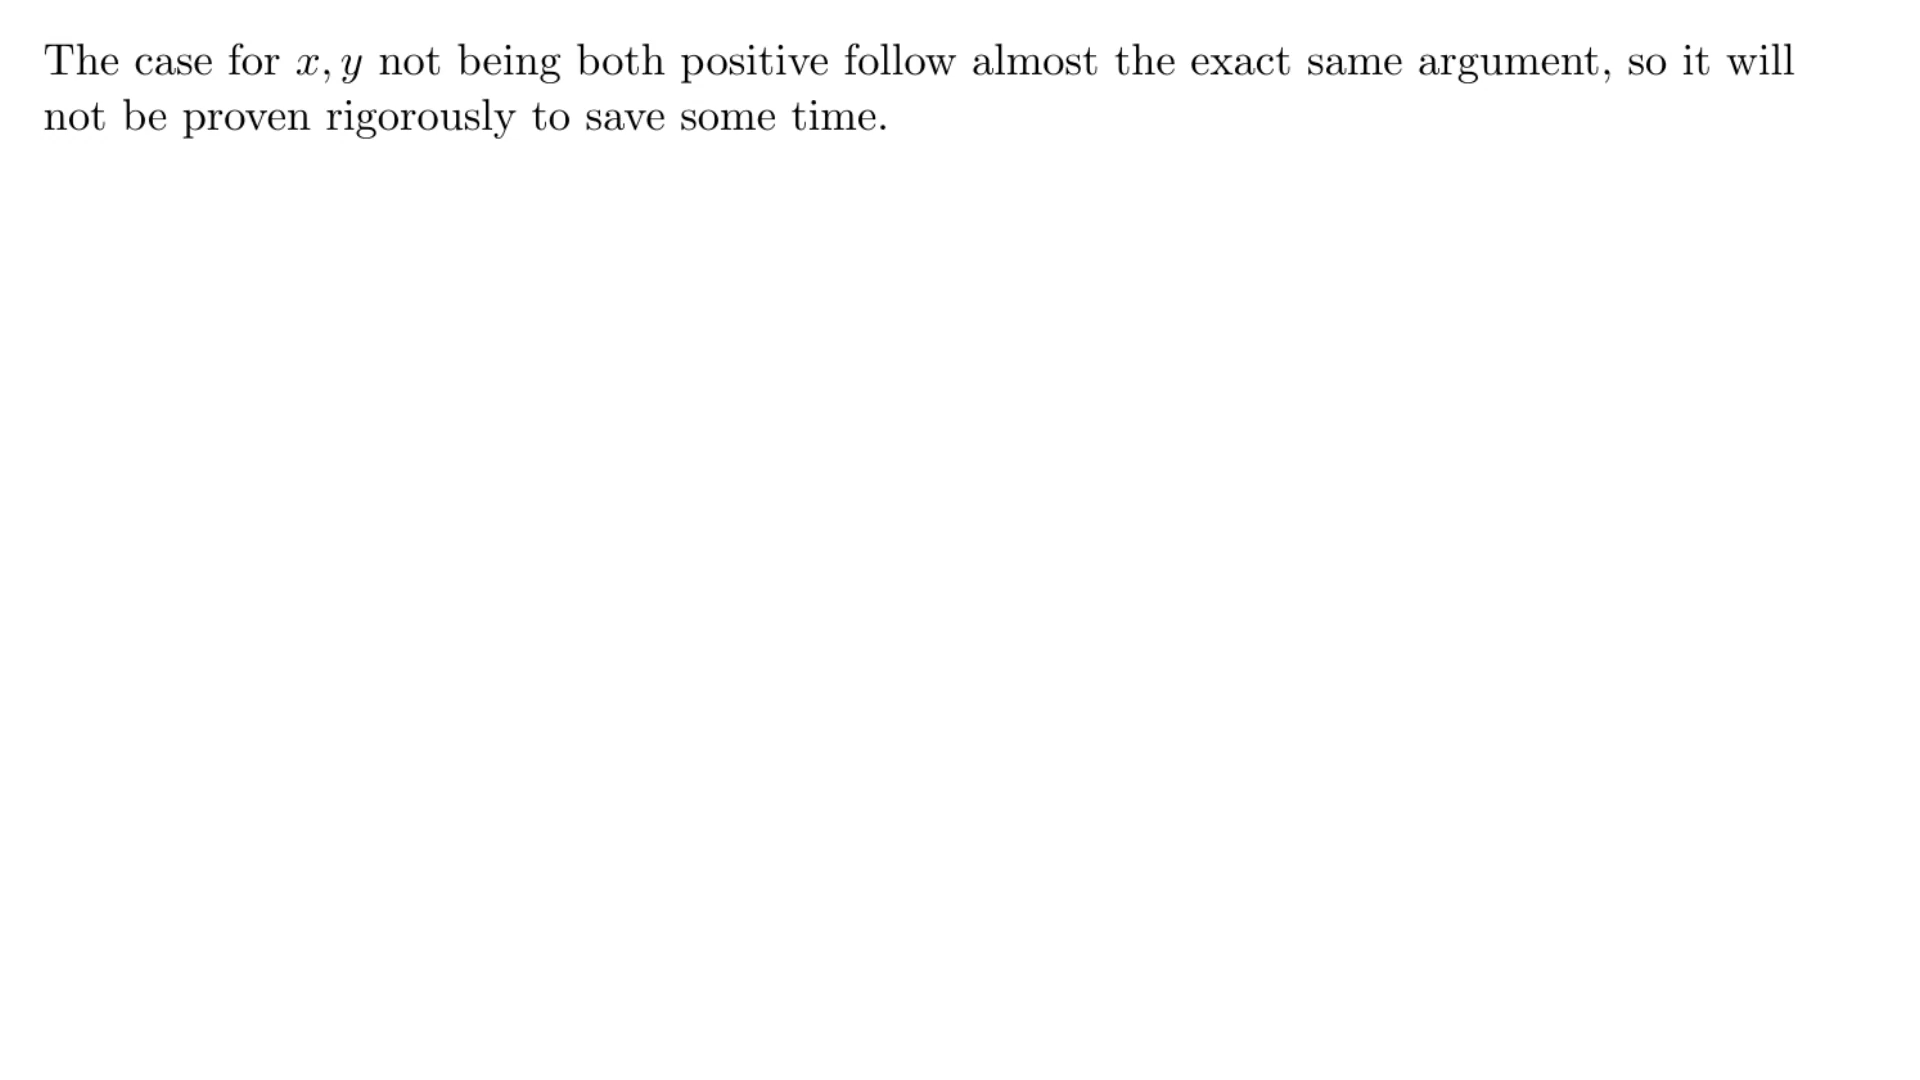 The case for x, y not being both positive follow almost the exact same argument, so it will
not be proven rigorously to save some time.